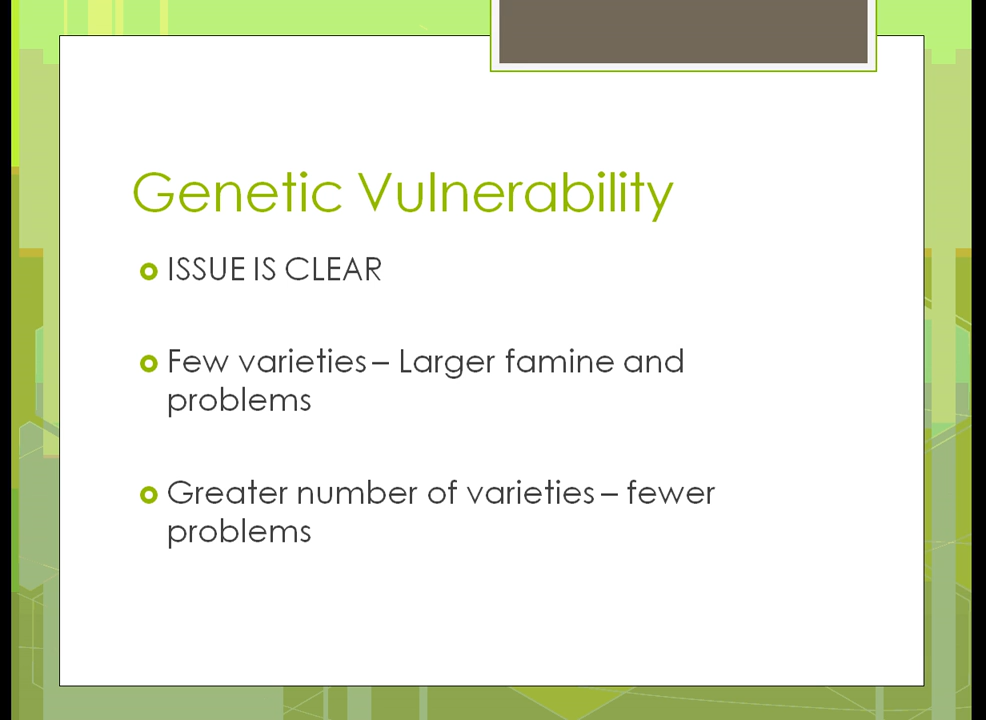 Genetic Vulnerability
ISSUE IS CLEAR
Few varieties – Larger famine and
problems
Greater number of varieties – fewer
problems